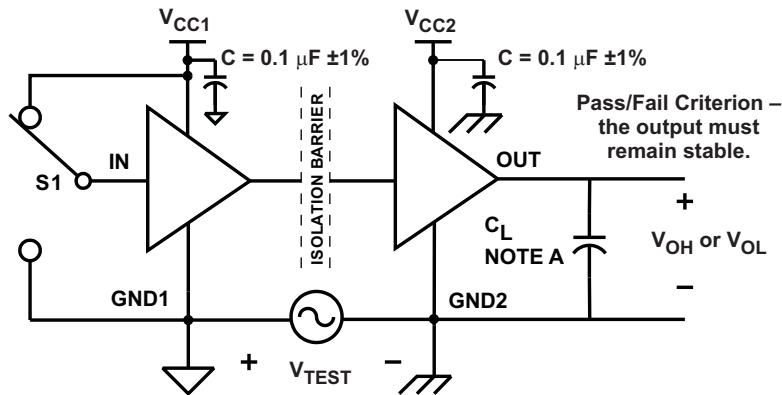 VCC1
VCC2
C = 0.1 μF ±1%
C = 0.1 μF ±1%
Pass/Fail Criterion –
the output must
remain stable.
S1
IN
ISOLATION BARRIER
OUT
CL
NOTE A
+
VOH or VOL
–
GND1
GND2
+
VTEST
–